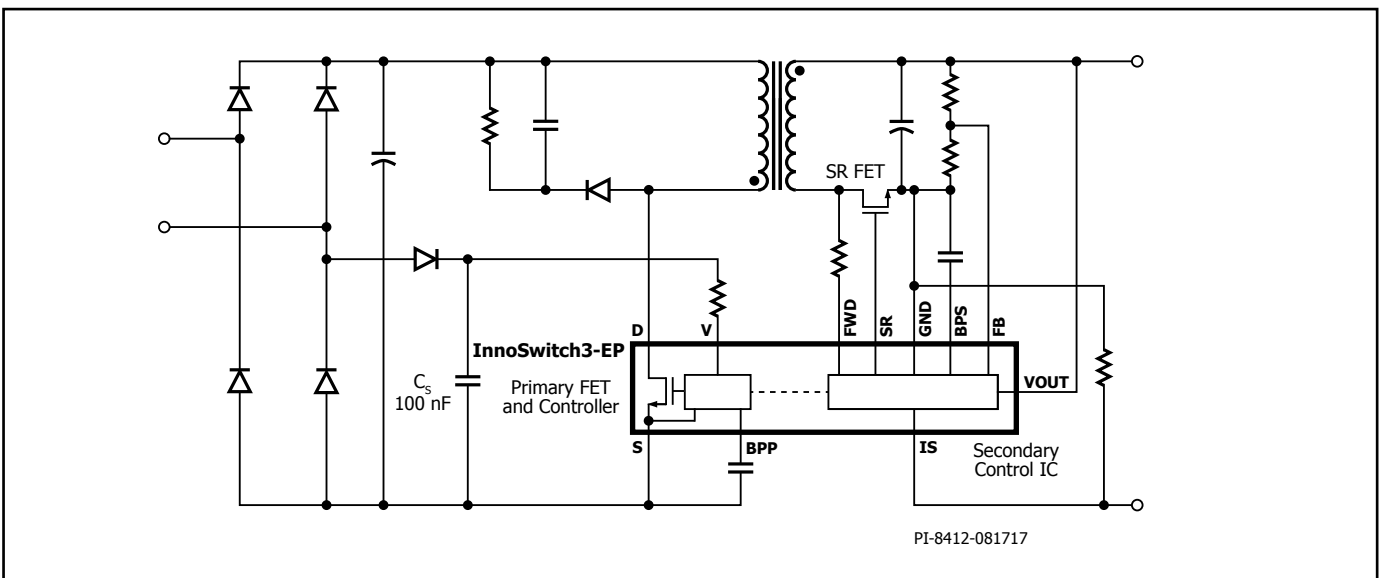 SR FET
FWD
SR
GND
BPS
FB
D
V
InnoSwitch3-EP
VOUT
C_S
100 nF
Primary FET
and Controller
S
BPP
IS
Secondary
Control IC
PI-8412-081717